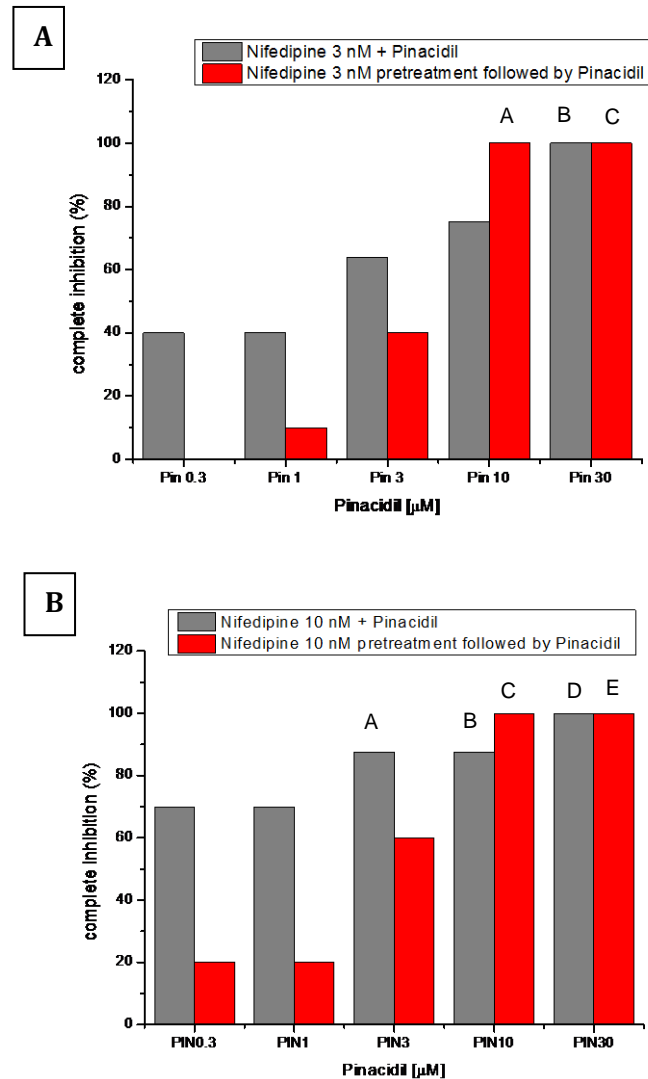 A
Nifedipine 3 nM + Pinacidil
Nifedipine 3 nM pretreatment followed by Pinacidil
120
100
80
60
40
20
0
complete inhibition (%)
A B C
Pin 0.3 Pin 1 Pin 3 Pin 10 Pin 30
Pinacidil [µM]
B
Nifedipine 10 nM + Pinacidil
Nifedipine 10 nM pretreatment followed by Pinacidil
120
100
80
60
40
20
0
complete inhibition (%)
A B C D E
PIN0.3 PIN1 PIN3 PIN10 PIN30
Pinacidil [µM]